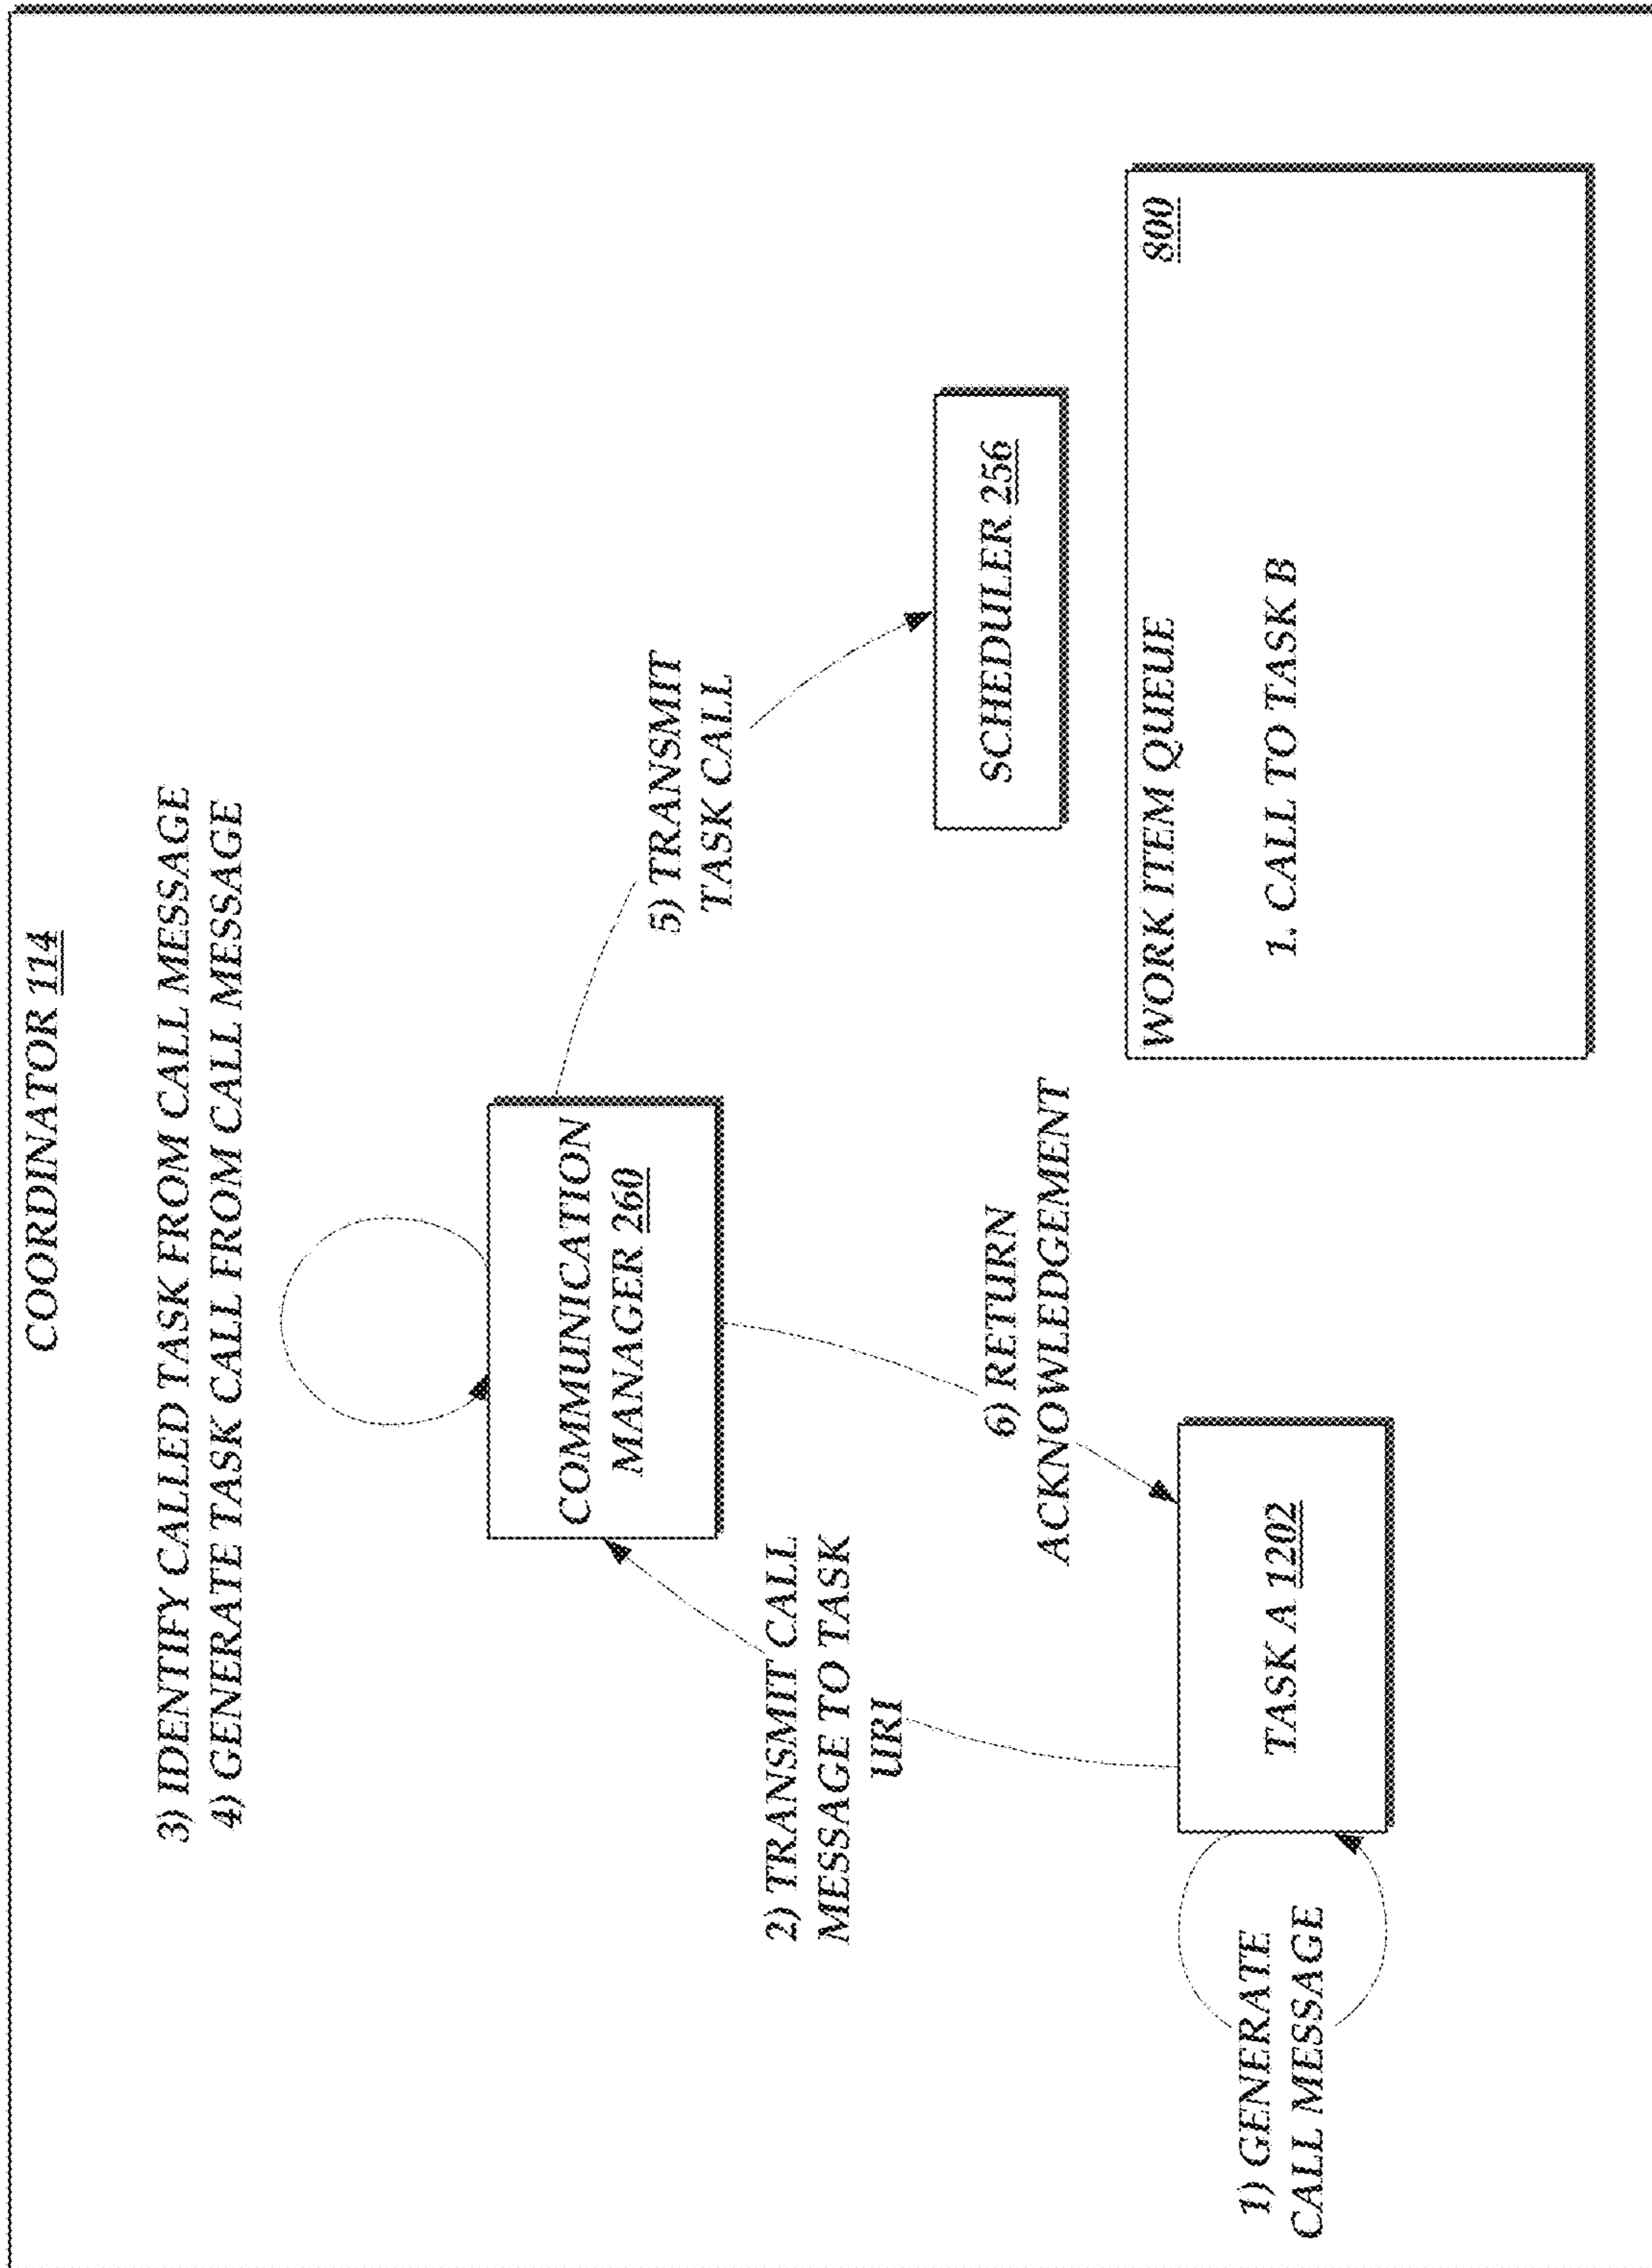 COORDINATOR 114
3) IDENTIFY CALLED TASK FROM CALL MESSAGE
4) GENERATE TASK CALL FROM CALL MESSAGE
COMMUNICATION
MANAGER 260
5) TRANSMIT
TASK CALL
2) TRANSMIT CALL
MESSAGE TO TASK
URI
SCHEDULER 256
6) RETURN
ACKNOWLEDGEMENT
WORK ITEM QUEUE 800
1. CALL TO TASK B
TASK A 1202
1) GENERATE
CALL MESSAGE